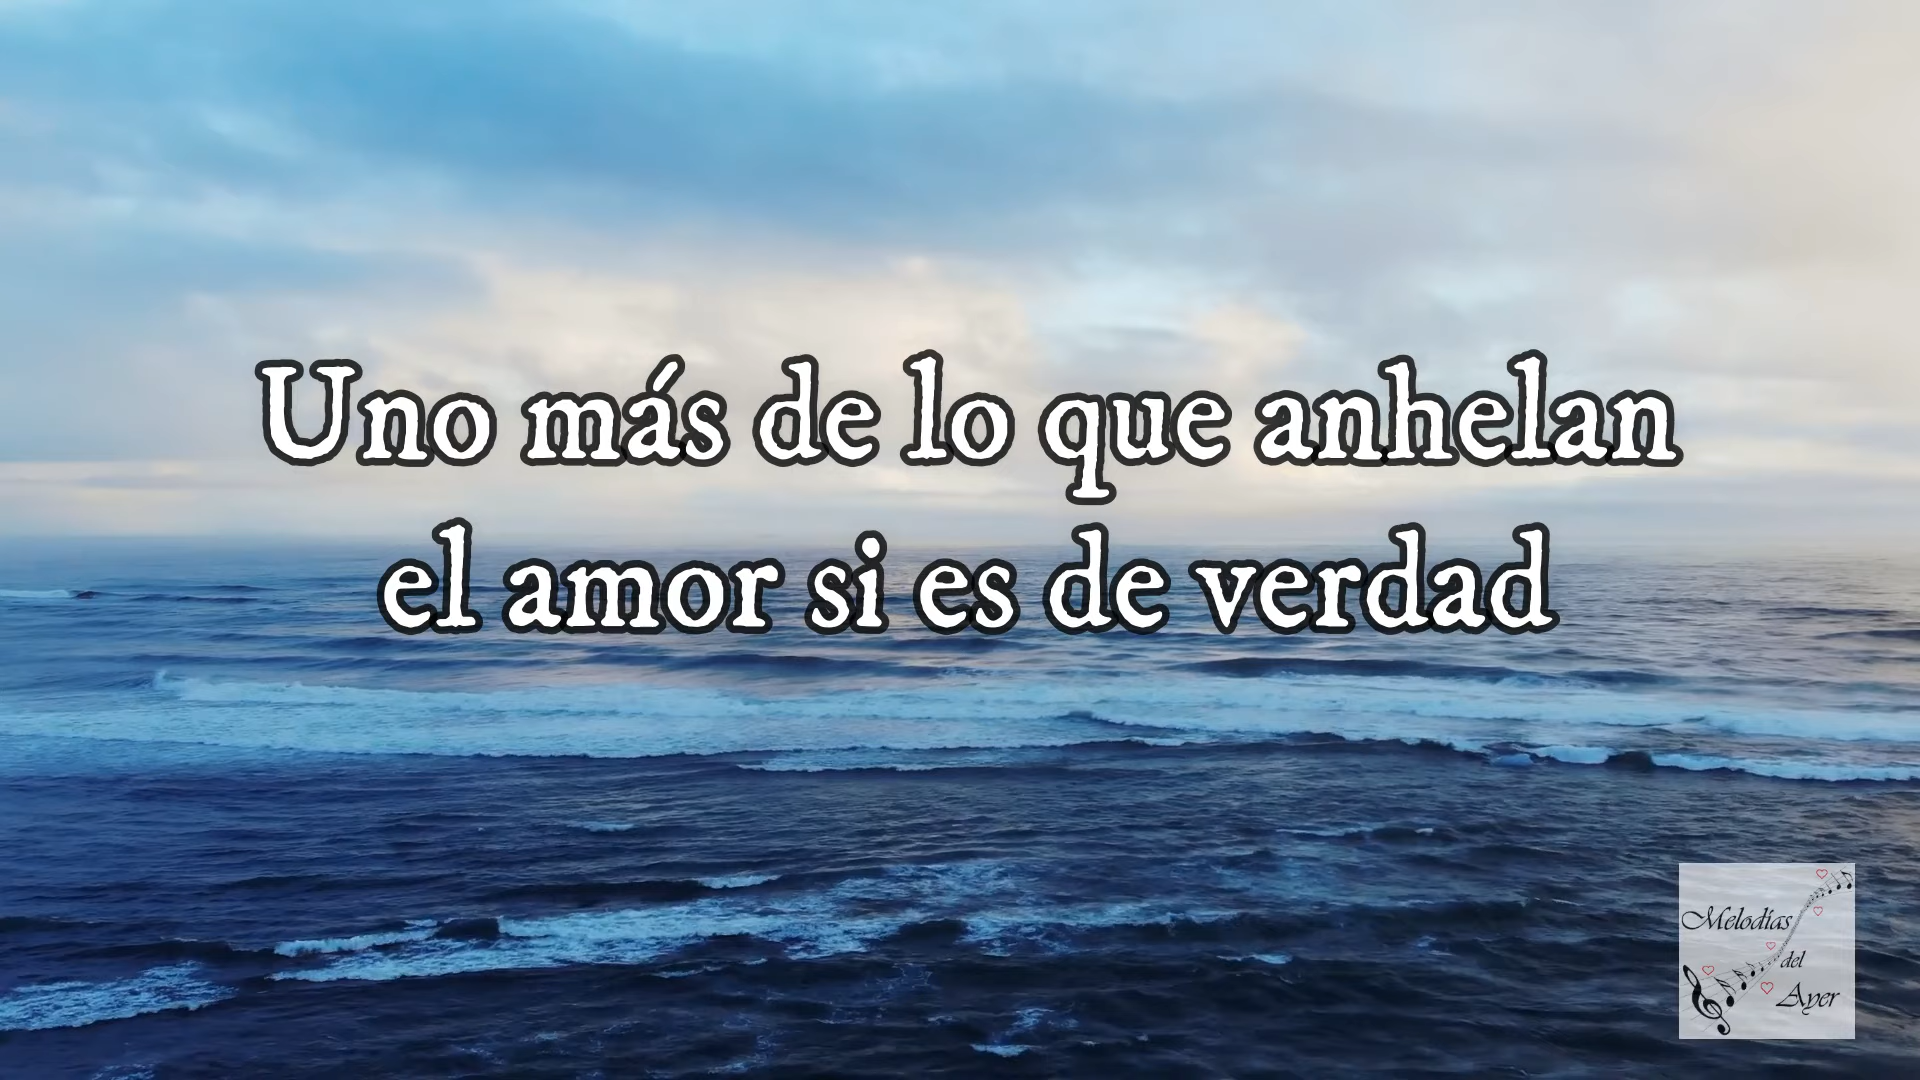 Uno más de lo que anhelan
el amor si es de verdad
Melodías
del
Ayer